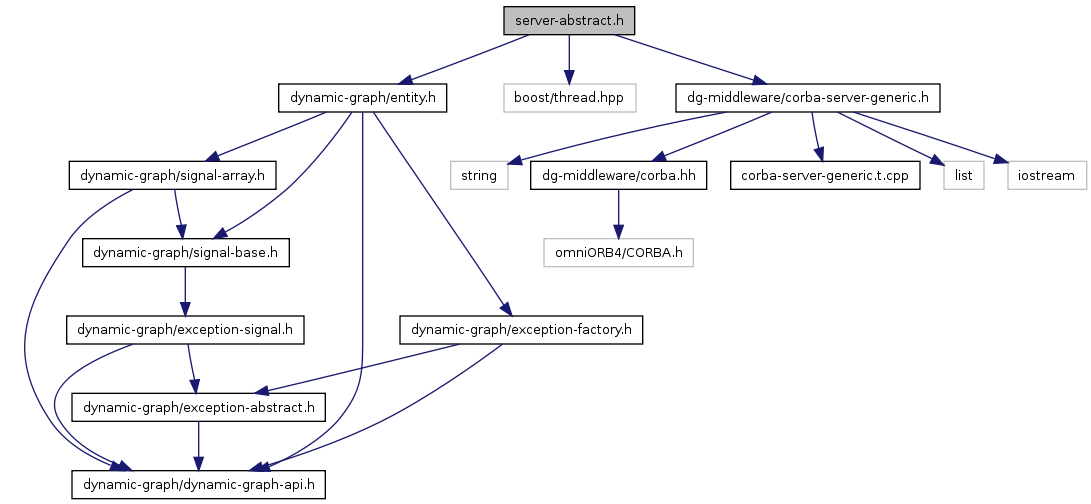 server-abstract.h
dynamic-graph/entity.h
boost/thread.hpp
dg-middleware/corba-server-generic.h
dynamic-graph/signal-array.h
string
dg-middleware/corba.hh
corba-server-generic.t.cpp
list
iostream
dynamic-graph/signal-base.h
omniORB4/CORBA.h
dynamic-graph/exception-signal.h
dynamic-graph/exception-factory.h
dynamic-graph/exception-abstract.h
dynamic-graph/dynamic-graph-api.h